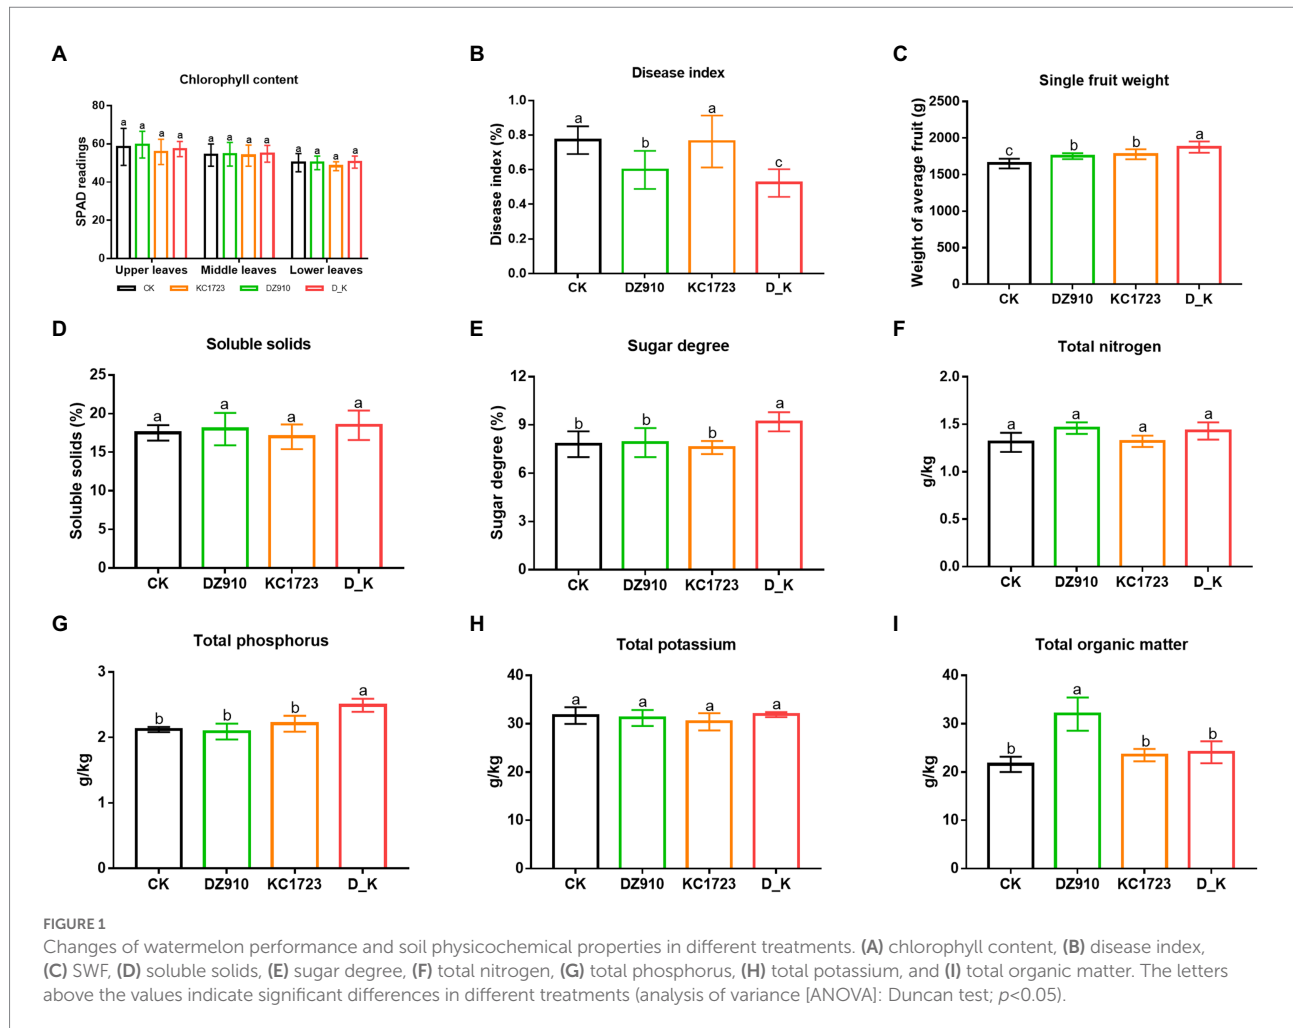 A
Chlorophyll content
SPAD readings
80
60
40
20
0
a a a a
a a a a
a a a a
Upper leaves Middle leaves Lower leaves
CK KC1723 DZ910 D_K
B
Disease index
Disease index (%)
1.0
0.8
0.6
0.4
0.2
0.0
a b a c
CK DZ910 KC1723 D_K
C
Single fruit weight
Weight of average fruit (g)
2500
2000
1500
1000
500
0
c b b a
CK DZ910 KC1723 D_K
D
Soluble solids
Soluble solids (%)
25
20
15
10
5
0
a a a a
CK DZ910 KC1723 D_K
E
Sugar degree
Sugar degree (%)
12
9
6
3
0
b b b a
CK DZ910 KC1723 D_K
F
Total nitrogen
g/kg
2.0
1.5
1.0
0.5
0.0
a a a a
CK DZ910 KC1723 D_K
G
Total phosphorus
g/kg
3
2
1
0
b b b a
CK DZ910 KC1723 D_K
H
Total potassium
g/kg
40
30
20
10
0
a a a a
CK DZ910 KC1723 D_K
I
Total organic matter
g/kg
40
30
20
10
0
b a b b
CK DZ910 KC1723 D_K
FIGURE 1
Changes of watermelon performance and soil physicochemical properties in different treatments. (A) chlorophyll content, (B) disease index,
(C) SWF, (D) soluble solids, (E) sugar degree, (F) total nitrogen, (G) total phosphorus, (H) total potassium, and (I) total organic matter. The letters
above the values indicate significant differences in different treatments (analysis of variance [ANOVA]: Duncan test; p<0.05).